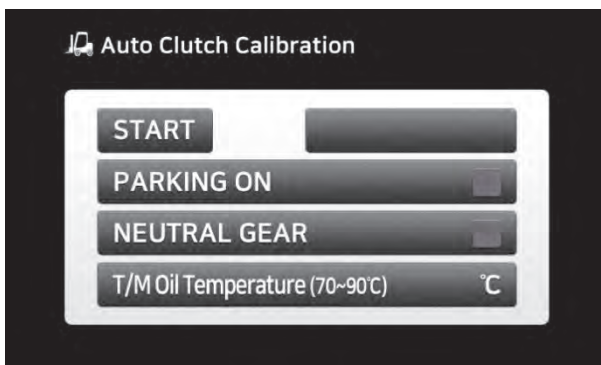 Auto Clutch Calibration
START
PARKING ON
NEUTRAL GEAR
T/M Oil Temperature (70~90℃) ℃